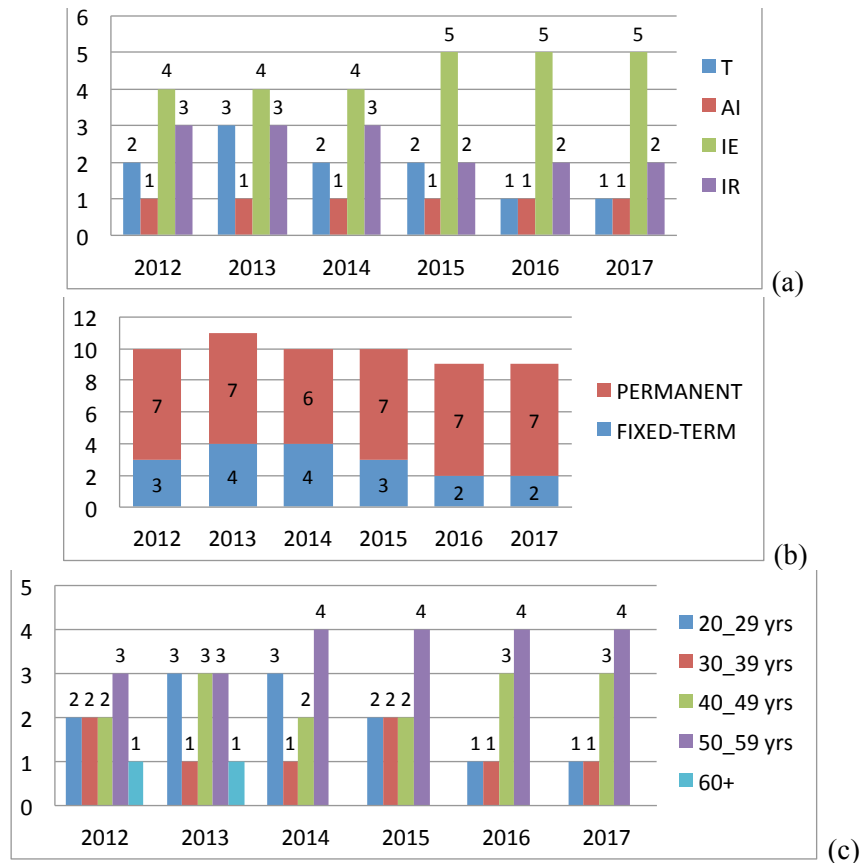 6
5
4
3
2
1
0
2 1 4 3
3 1 4 3
2 1 4 3
2 1 5 2
1 1 5 2
1 1 5 2
2012 2013 2014 2015 2016 2017
T
AI
IE
IR
(a)
12
10
8
6
4
2
0
7 7 6 7 7 7
3 4 4 3 2 2
2012 2013 2014 2015 2016 2017
PERMANENT
FIXED-TERM
(b)
5
4
3
2
1
0
2 2 2 3 1
3 1 3 3 1
3 1 2 4
2 2 2 4
1 1 3 4
1 1 3 4
2012 2013 2014 2015 2016 2017
20_29 yrs
30_39 yrs
40_49 yrs
50_59 yrs
60+
(c)